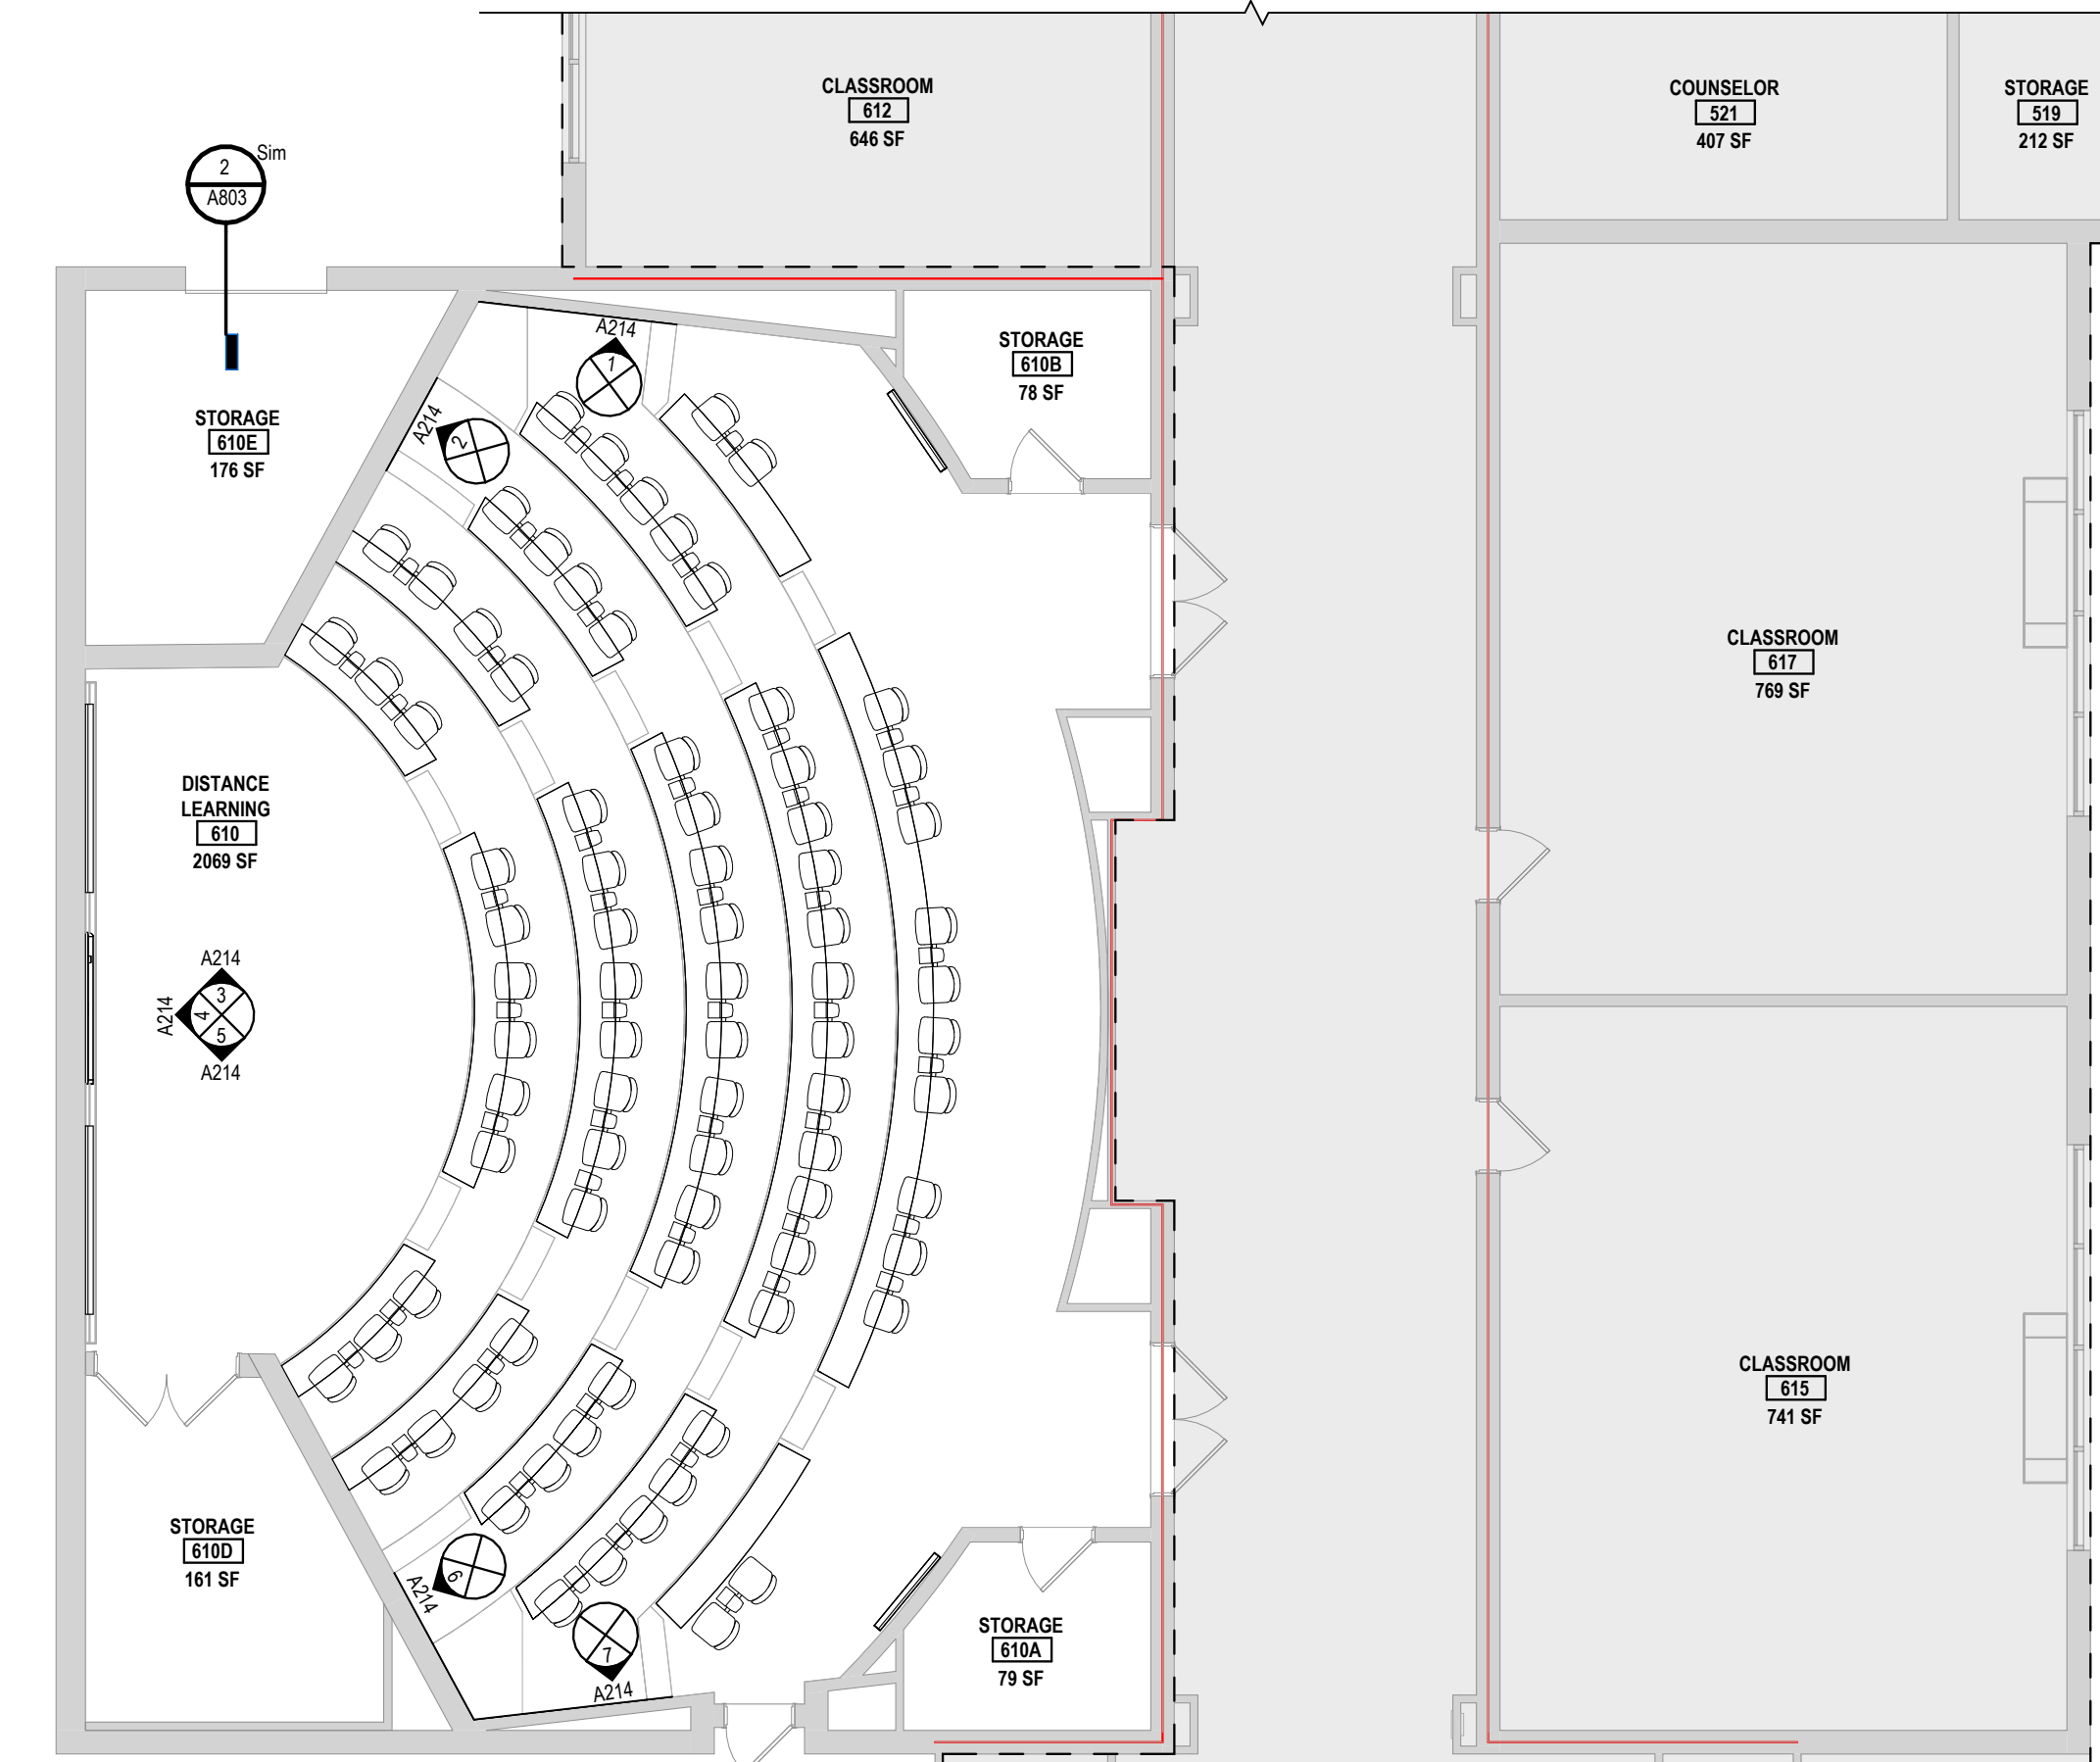 CLASSROOM
612
646 SF
COUNSELOR
521
407 SF
STORAGE
519
212 SF
2
Sim
A803
A214
1
STORAGE
610B
78 SF
A214
2
STORAGE
610E
176 SF
CLASSROOM
617
769 SF
DISTANCE
LEARNING
610
2069 SF
A214
A214
3
4
5
A214
CLASSROOM
615
741 SF
STORAGE
610D
161 SF
6
A214
STORAGE
610A
79 SF
7
A214